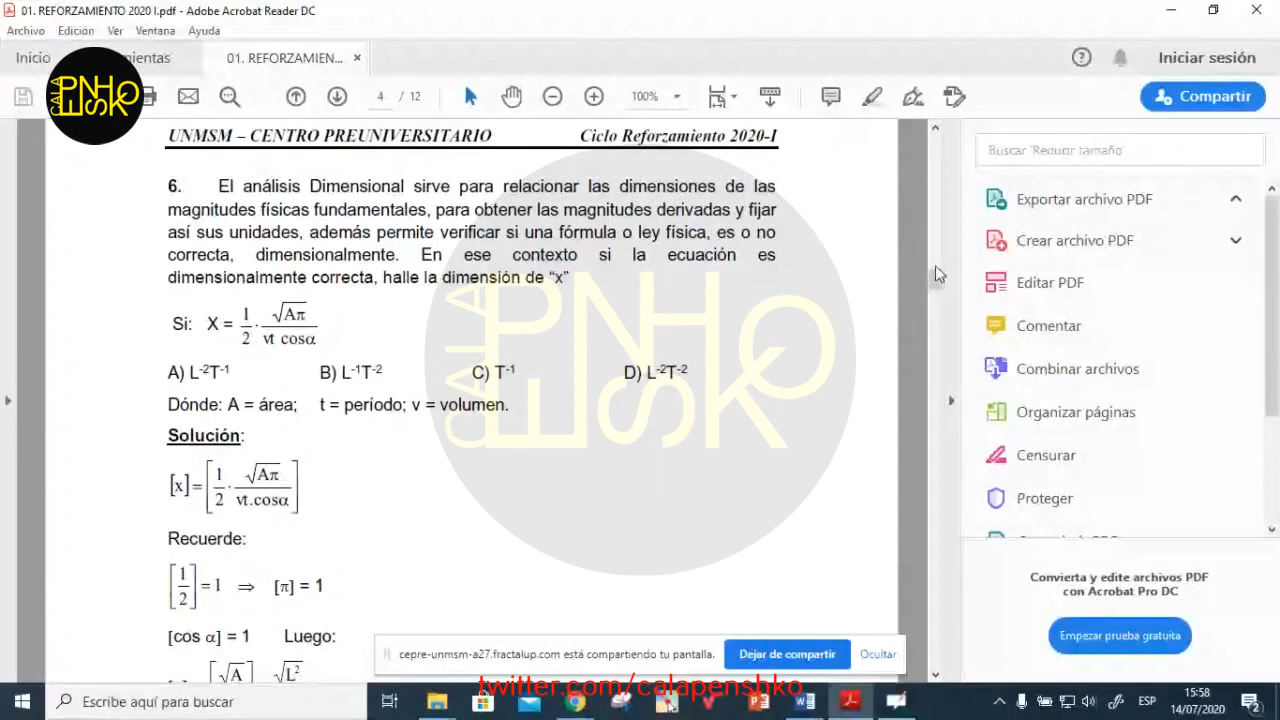 01. REFORZAMIENTO 2020 I.pdf - Adobe Acrobat Reader DC
Archivo Edición Ver Ventana Ayuda
Inicio 01. REFORZAMIEN... × Iniciar sesión
4 / 12 100% Compartir
CALA PENSHKO
UNMSM – CENTRO PREUNIVERSITARIO Ciclo Reforzamiento 2020-I
6. El análisis Dimensional sirve para relacionar las dimensiones de las
magnitudes físicas fundamentales, para obtener las magnitudes derivadas y fijar
así sus unidades, además permite verificar si una fórmula o ley física, es o no
correcta, dimensionalmente. En ese contexto si la ecuación es
dimensionalmente correcta, halle la dimensión de “x”
Si: X = 1/2 · √Aπ / vt cosα
A) L⁻²T⁻¹ B) L⁻¹T⁻² C) T⁻¹ D) L⁻²T⁻²
Dónde: A = área; t = período; v = volumen.
Solución:
[x] = [1/2 · √Aπ / vt.cosα]
Recuerde:
[1/2] = 1 ⇒ [π] = 1
[cos α] = 1 Luego:
√A √L²
CALA PENSHKO
Exportar archivo PDF
Crear archivo PDF
Editar PDF
Comentar
Combinar archivos
Organizar páginas
Censurar
Proteger
Convierta y edite archivos PDF
con Acrobat Pro DC
Empezar prueba gratuita
cepre-unmsm-a27.fractalup.com está compartiendo tu pantalla. Dejar de compartir Ocultar
twitter.com/calapenshko
Escribe aquí para buscar
ESP
15:58
14/07/2020
2